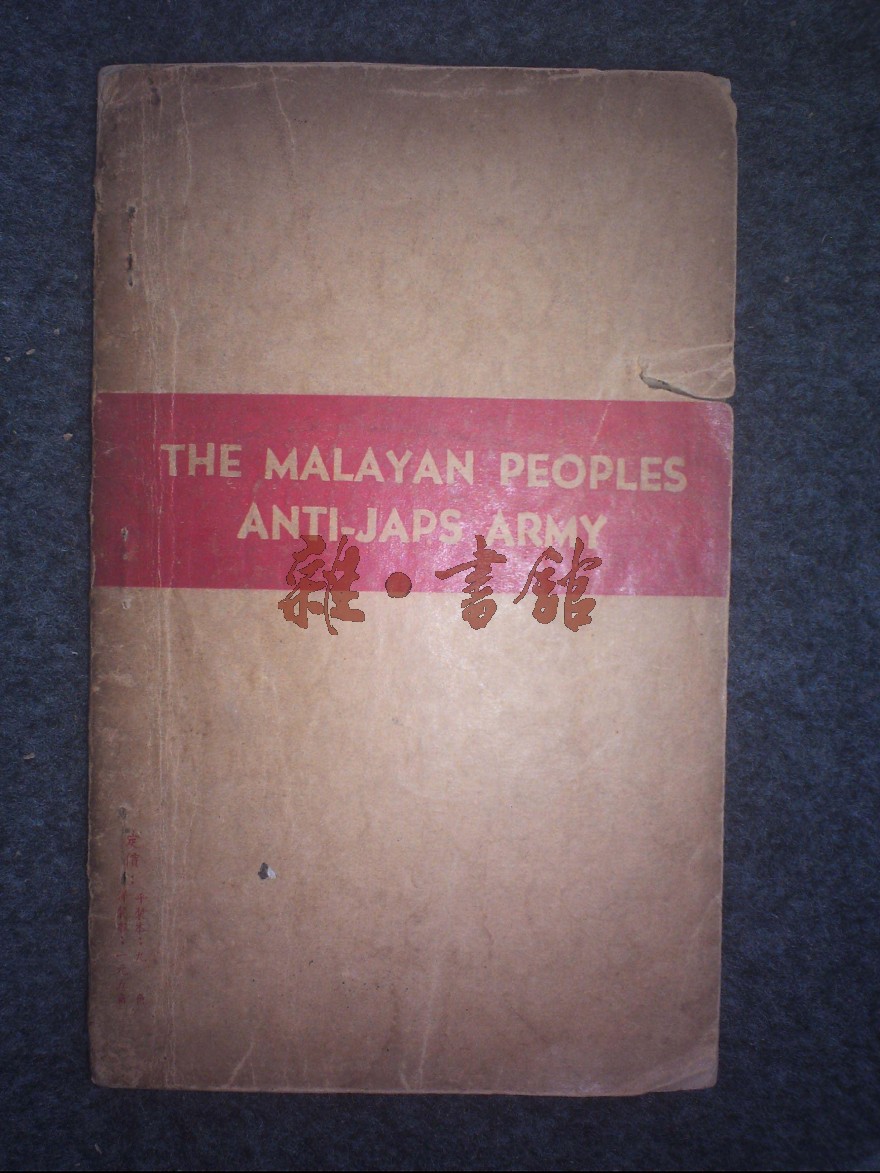 THE MALAYAN PEOPLES
ANTI-JAPS ARMY
雜·書館